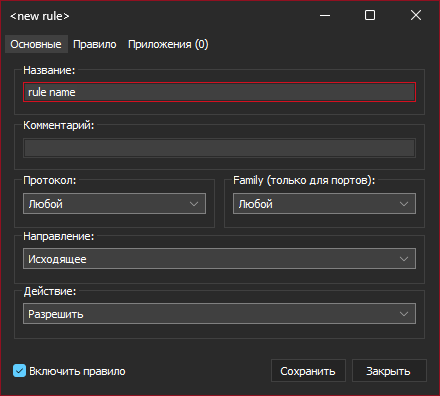 <new rule>
Основные Правило Приложения (0)
Название:
rule name
Комментарий:
Протокол: Family (только для портов):
Любой Любой
Направление:
Исходящее
Действие:
Разрешить
Включить правило Сохранить Закрыть